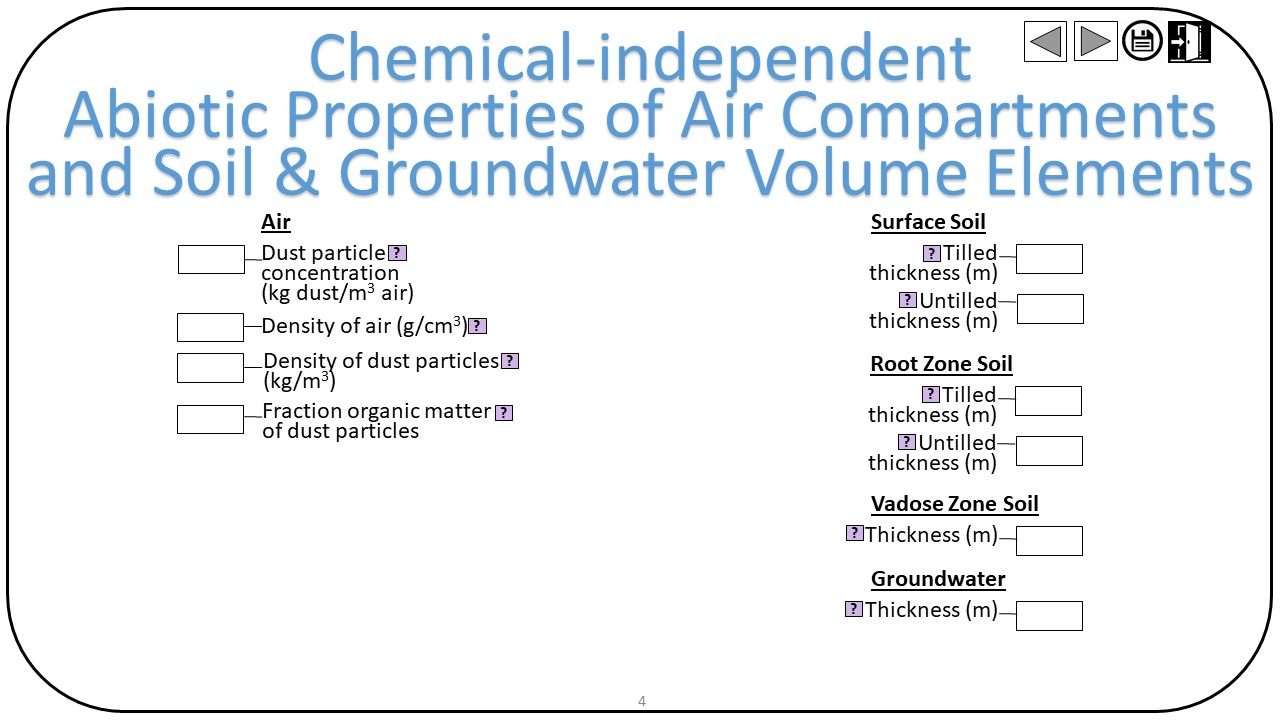 Chemical-independent
Abiotic Properties of Air Compartments
and Soil & Groundwater Volume Elements
Air
Dust particle ?
concentration
(kg dust/m³ air)
Density of air (g/cm³) ?
Density of dust particles ?
(kg/m³)
Fraction organic matter ?
of dust particles
Surface Soil
? Tilled
thickness (m)
? Untilled
thickness (m)
Root Zone Soil
? Tilled
thickness (m)
? Untilled
thickness (m)
Vadose Zone Soil
? Thickness (m)
Groundwater
? Thickness (m)
4